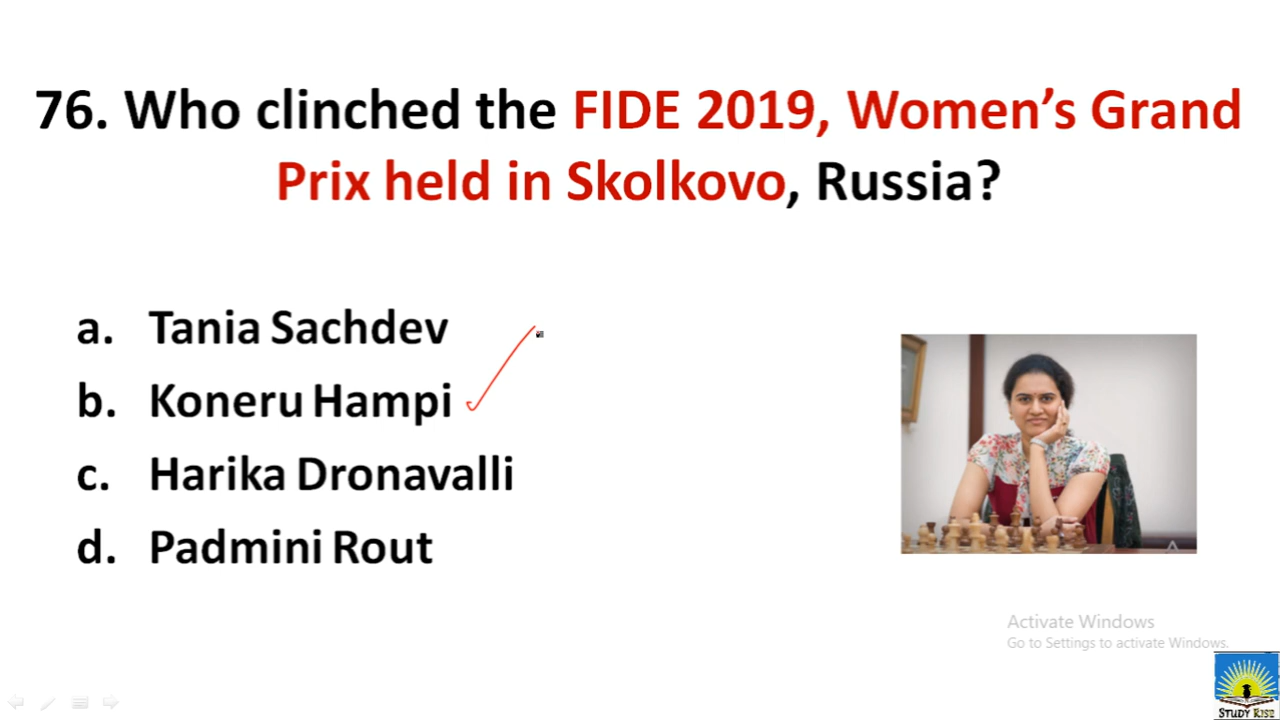 76. Who clinched the FIDE 2019, Women’s Grand
Prix held in Skolkovo, Russia?
a. Tania Sachdev
b. Koneru Hampi
c. Harika Dronavalli
d. Padmini Rout
Activate Windows
Go to Settings to activate Windows.
STUDY RISE